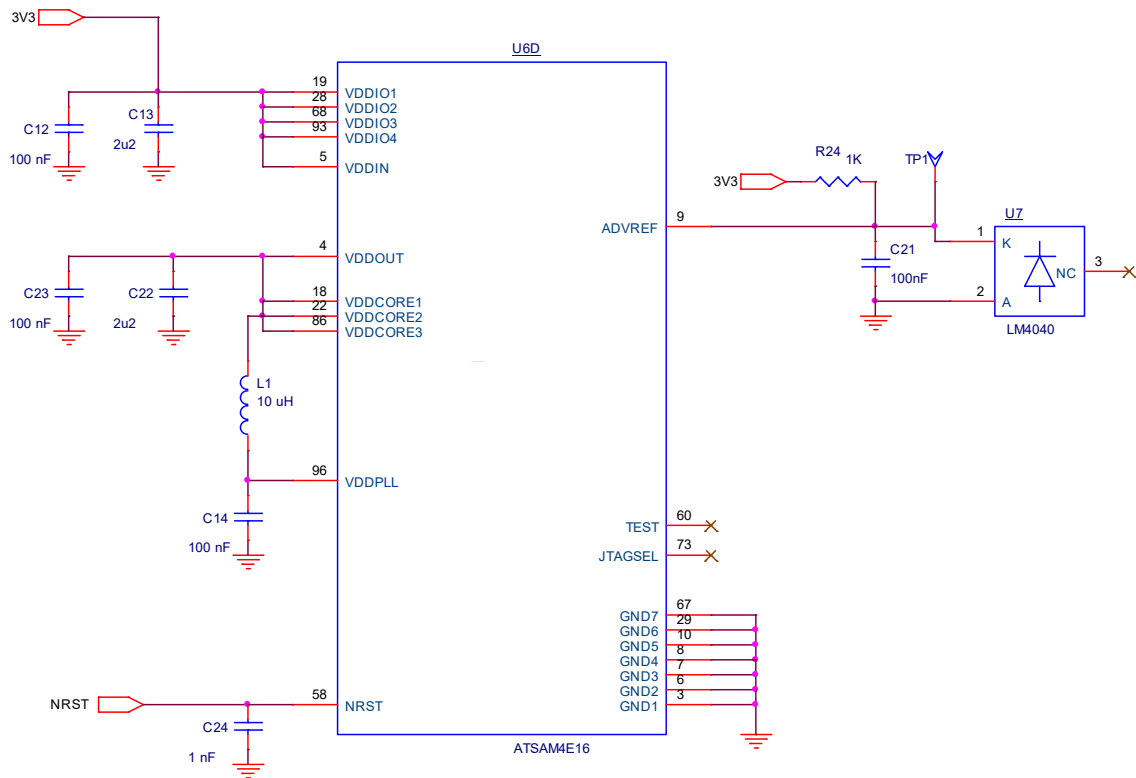 3V3
U6D
C12
100 nF
C13
2u2
19
VDDIO1
28
VDDIO2
68
VDDIO3
93
VDDIO4
5
VDDIN
R24
1K
TP1
3V3
9
ADVREF
U7
1
K
C21
100nF
2
A
NC
3
LM4040
4
VDDOUT
C23
100 nF
C22
2u2
18
VDDCORE1
22
VDDCORE2
86
VDDCORE3
L1
10 uH
96
VDDPLL
C14
100 nF
TEST
60
JTAGSEL
73
GND7
67
GND6
29
GND5
10
GND4
8
GND3
7
GND2
6
GND1
3
NRST
58
NRST
C24
1 nF
ATSAM4E16